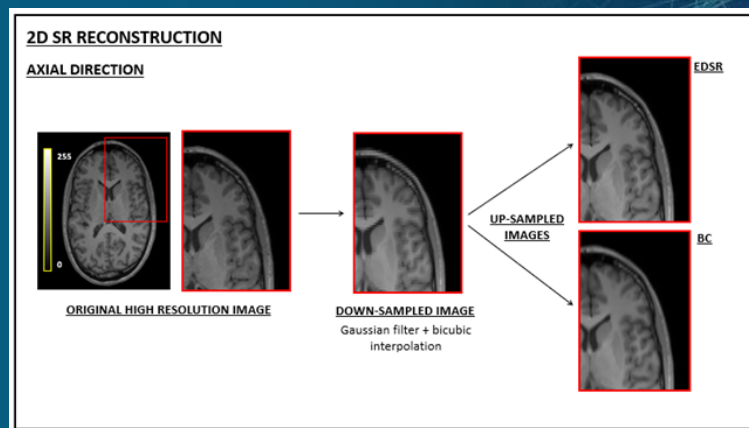 2D SR RECONSTRUCTION
AXIAL DIRECTION
EDSR
255
0
UP-SAMPLED
IMAGES
BC
ORIGINAL HIGH RESOLUTION IMAGE
DOWN-SAMPLED IMAGE
Gaussian filter + bicubic
interpolation